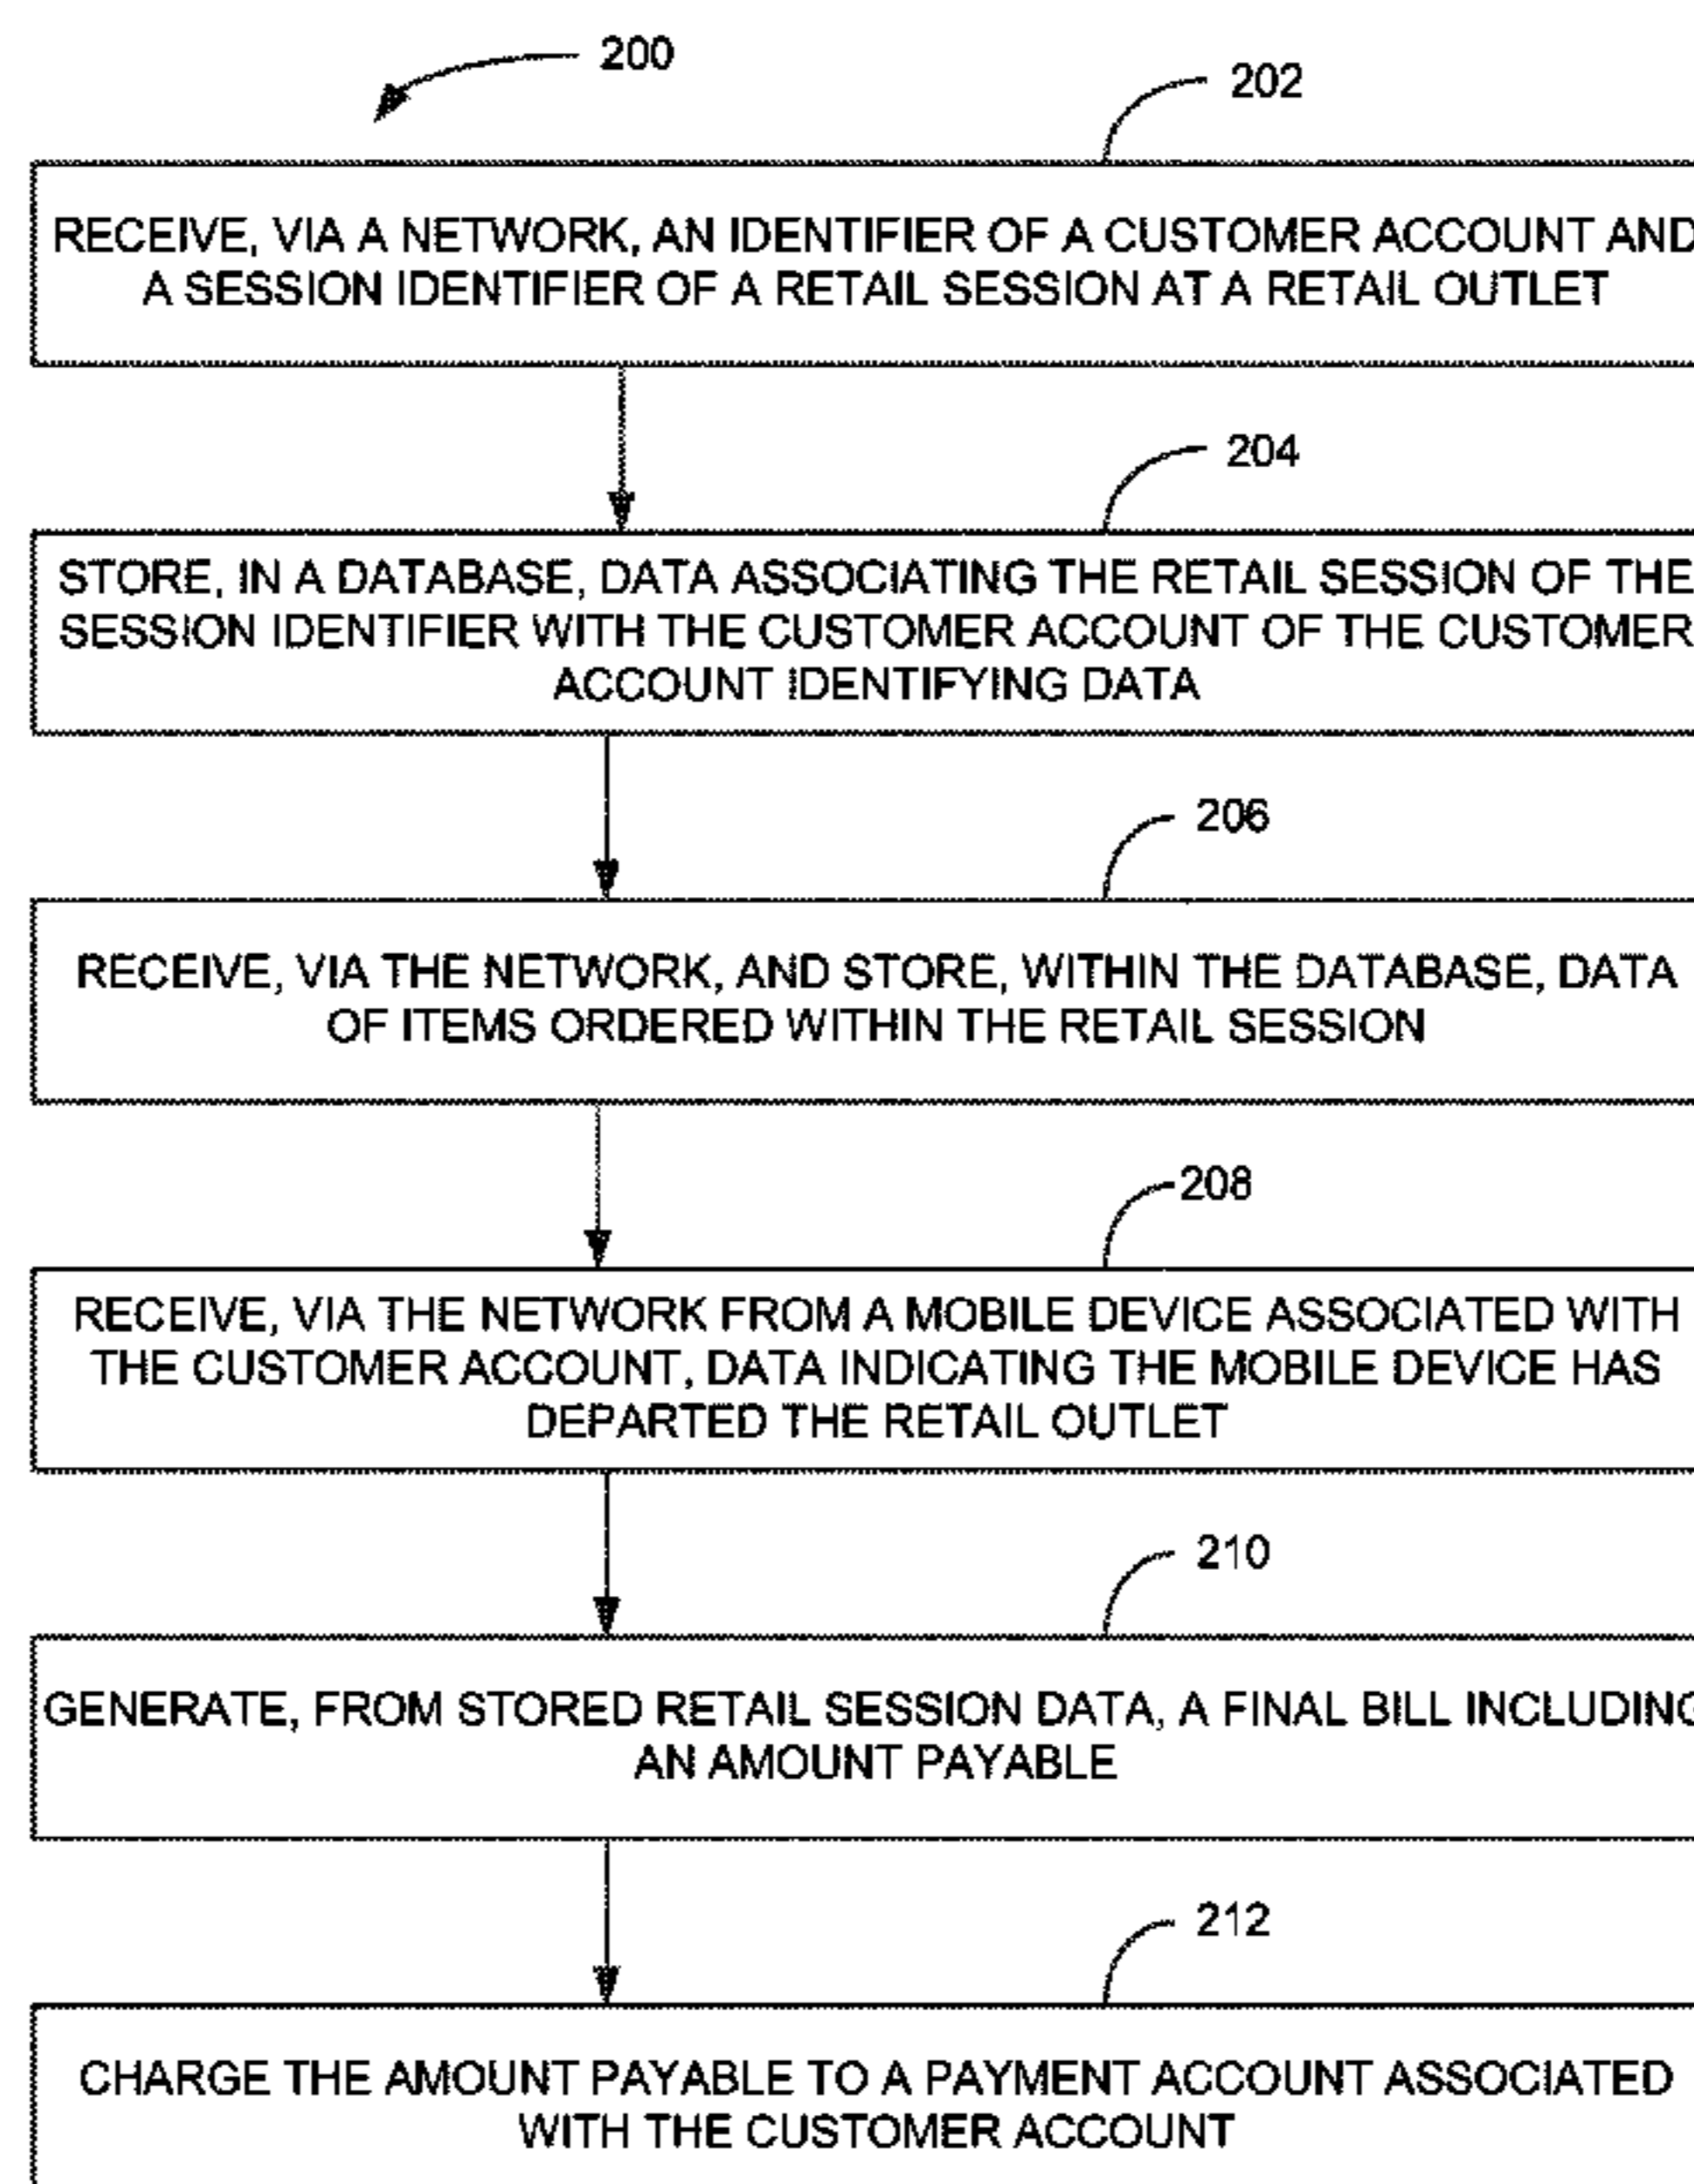 200
202
RECEIVE, VIA A NETWORK, AN IDENTIFIER OF A CUSTOMER ACCOUNT AND
A SESSION IDENTIFIER OF A RETAIL SESSION AT A RETAIL OUTLET
204
STORE, IN A DATABASE, DATA ASSOCIATING THE RETAIL SESSION OF THE
SESSION IDENTIFIER WITH THE CUSTOMER ACCOUNT OF THE CUSTOMER
ACCOUNT IDENTIFYING DATA
206
RECEIVE, VIA THE NETWORK, AND STORE, WITHIN THE DATABASE, DATA
OF ITEMS ORDERED WITHIN THE RETAIL SESSION
208
RECEIVE, VIA THE NETWORK FROM A MOBILE DEVICE ASSOCIATED WITH
THE CUSTOMER ACCOUNT, DATA INDICATING THE MOBILE DEVICE HAS
DEPARTED THE RETAIL OUTLET
210
GENERATE, FROM STORED RETAIL SESSION DATA, A FINAL BILL INCLUDING
AN AMOUNT PAYABLE
212
CHARGE THE AMOUNT PAYABLE TO A PAYMENT ACCOUNT ASSOCIATED
WITH THE CUSTOMER ACCOUNT